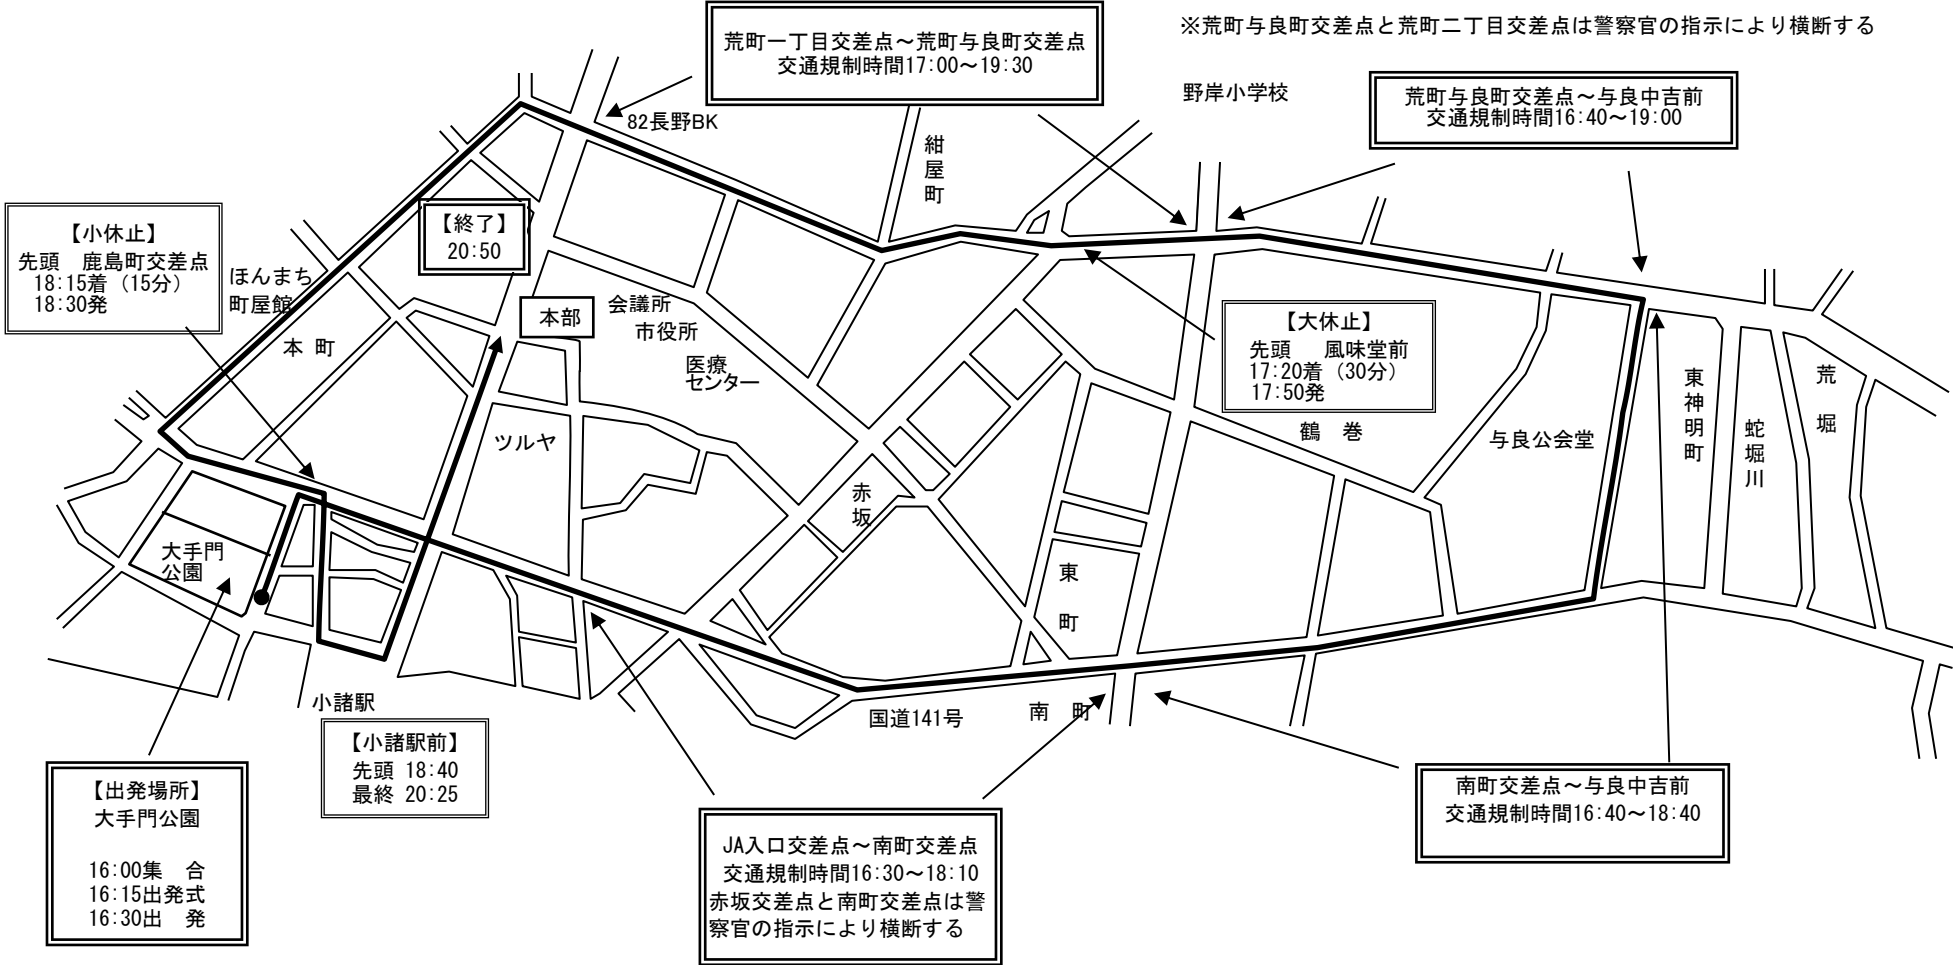 ※荒町与良町交差点と荒町二丁目交差点は警察官の指示により横断する
荒町一丁目交差点～荒町与良町交差点
交通規制時間17:00～19:30
野岸小学校
荒町与良町交差点～与良中吉前
交通規制時間16:40～19:00
82長野BK
紺屋町
【小休止】
先頭　鹿島町交差点
18:15着（15分）
18:30発
【終了】
20:50
ほんまち
町屋館
本 町
本部
会議所
市役所
医療
センター
【大休止】
先頭　　風味堂前
17:20着（30分）
17:50発
鶴　巻
与良公会堂
東神明町
蛇堀川
荒　堀
ツルヤ
赤坂
大手門
公園
東　町
小諸駅
国道141号
南　町
【小諸駅前】
先頭 18:40
最終 20:25
【出発場所】
大手門公園
16:00集　合
16:15出発式
16:30出　発
JA入口交差点～南町交差点
交通規制時間16:30～18:10
赤坂交差点と南町交差点は警
察官の指示により横断する
南町交差点～与良中吉前
交通規制時間16:40～18:40